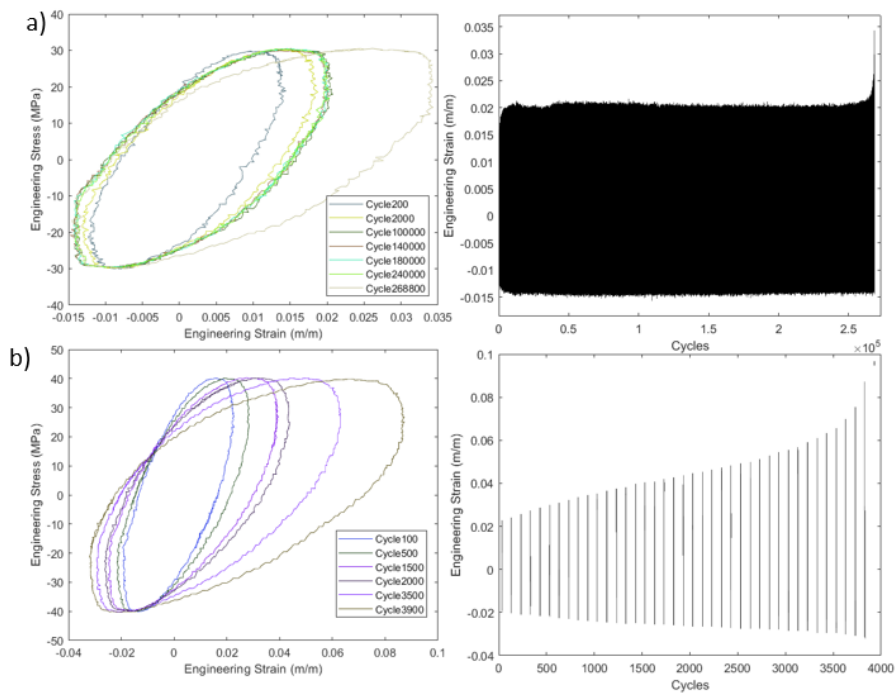 a)
40
30
20
10
0
-10
-20
-30
-40
Engineering Stress (MPa)
-0.015 -0.01 -0.005 0 0.005 0.01 0.015 0.02 0.025 0.03 0.035
Engineering Strain (m/m)
Cycle200
Cycle2000
Cycle100000
Cycle140000
Cycle180000
Cycle240000
Cycle268800
0.035
0.03
0.025
0.02
0.015
0.01
0.005
0
-0.005
-0.01
-0.015
Engineering Strain (m/m)
0 0.5 1 1.5 2 2.5
Cycles
×10⁵
b)
50
40
30
20
10
0
-10
-20
-30
-40
-50
Engineering Stress (MPa)
-0.04 -0.02 0 0.02 0.04 0.06 0.08 0.1
Engineering Strain (m/m)
Cycle100
Cycle500
Cycle1500
Cycle2000
Cycle3500
Cycle3900
0.1
0.08
0.06
0.04
0.02
0
-0.02
-0.04
Engineering Strain (m/m)
0 500 1000 1500 2000 2500 3000 3500 4000
Cycles